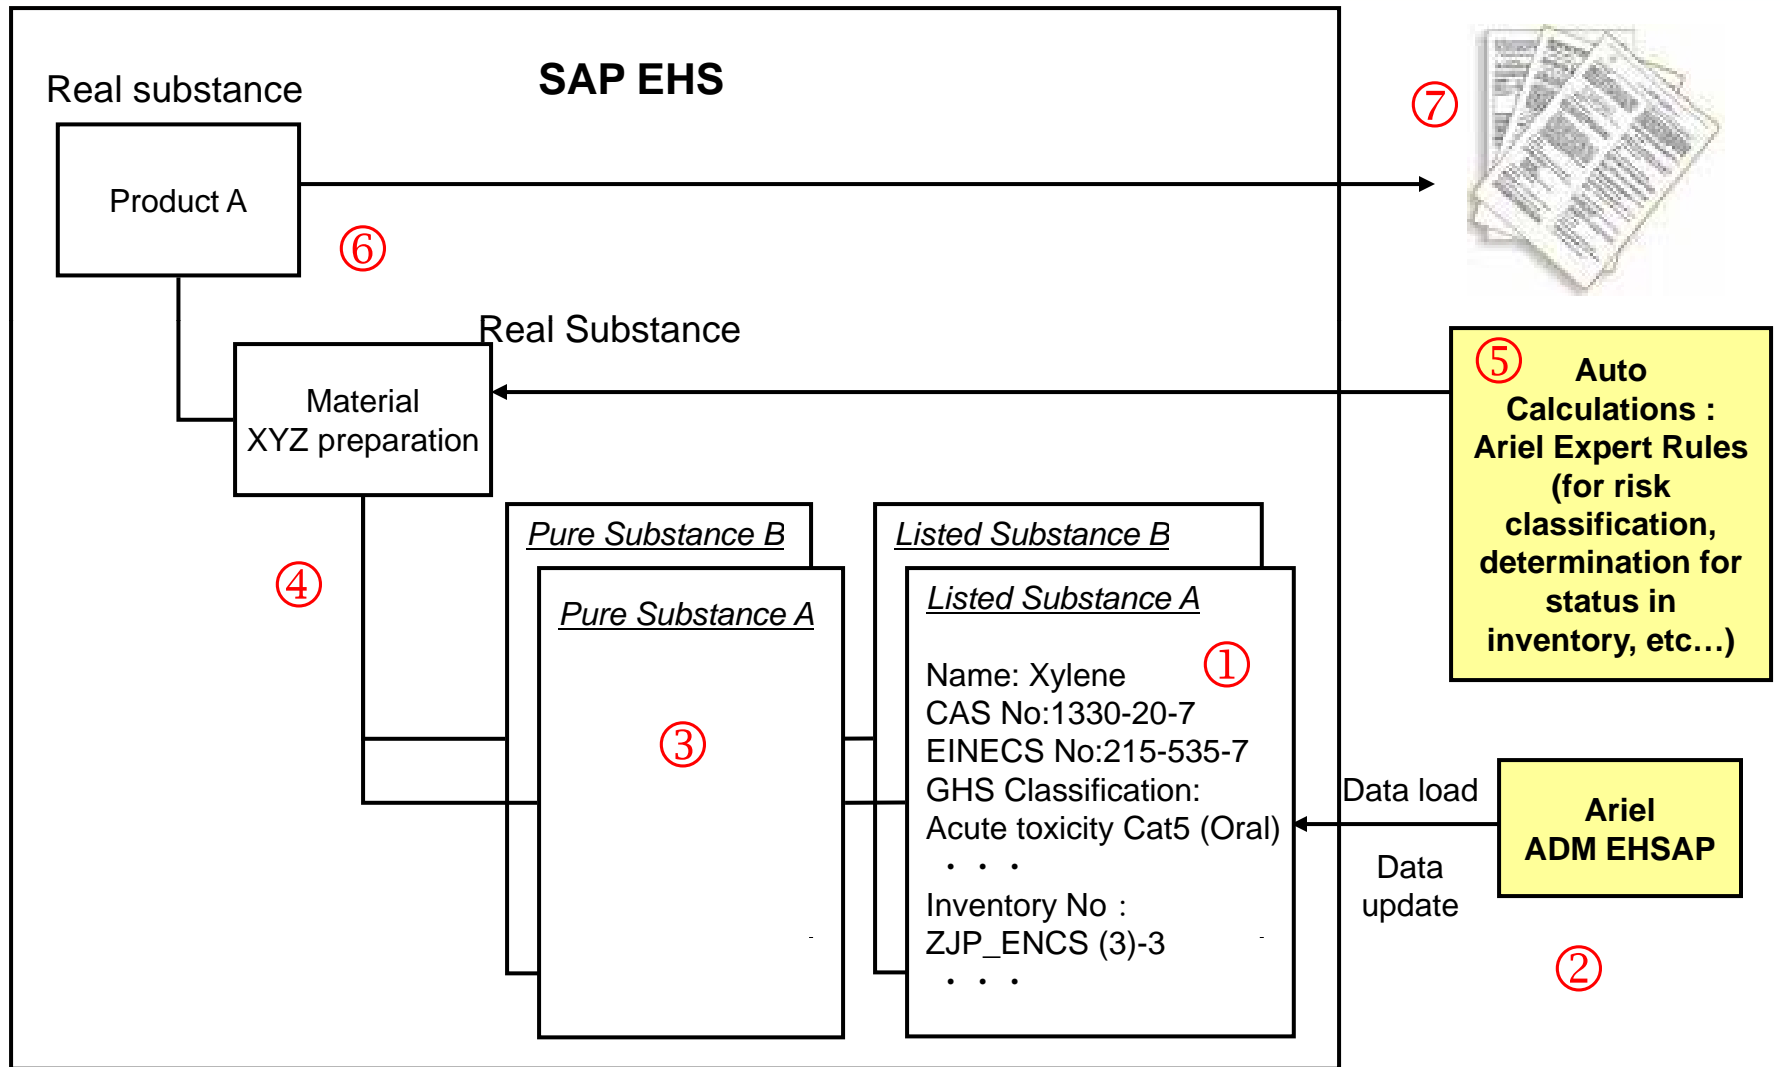 SAP EHS
Real substance
Product A
⑦
⑥
Real Substance
Material
XYZ preparation
⑤
Auto
Calculations :
Ariel Expert Rules
(for risk
classification,
determination for
status in
inventory, etc…)
④
Pure Substance B
Pure Substance A
③
Listed Substance B
Listed Substance A
①
Name: Xylene
CAS No:1330-20-7
EINECS No:215-535-7
GHS Classification:
Acute toxicity Cat5 (Oral)
・・・
Inventory No :
ZJP_ENCS (3)-3
・・・
Data load
Data
update
Ariel
ADM EHSAP
②